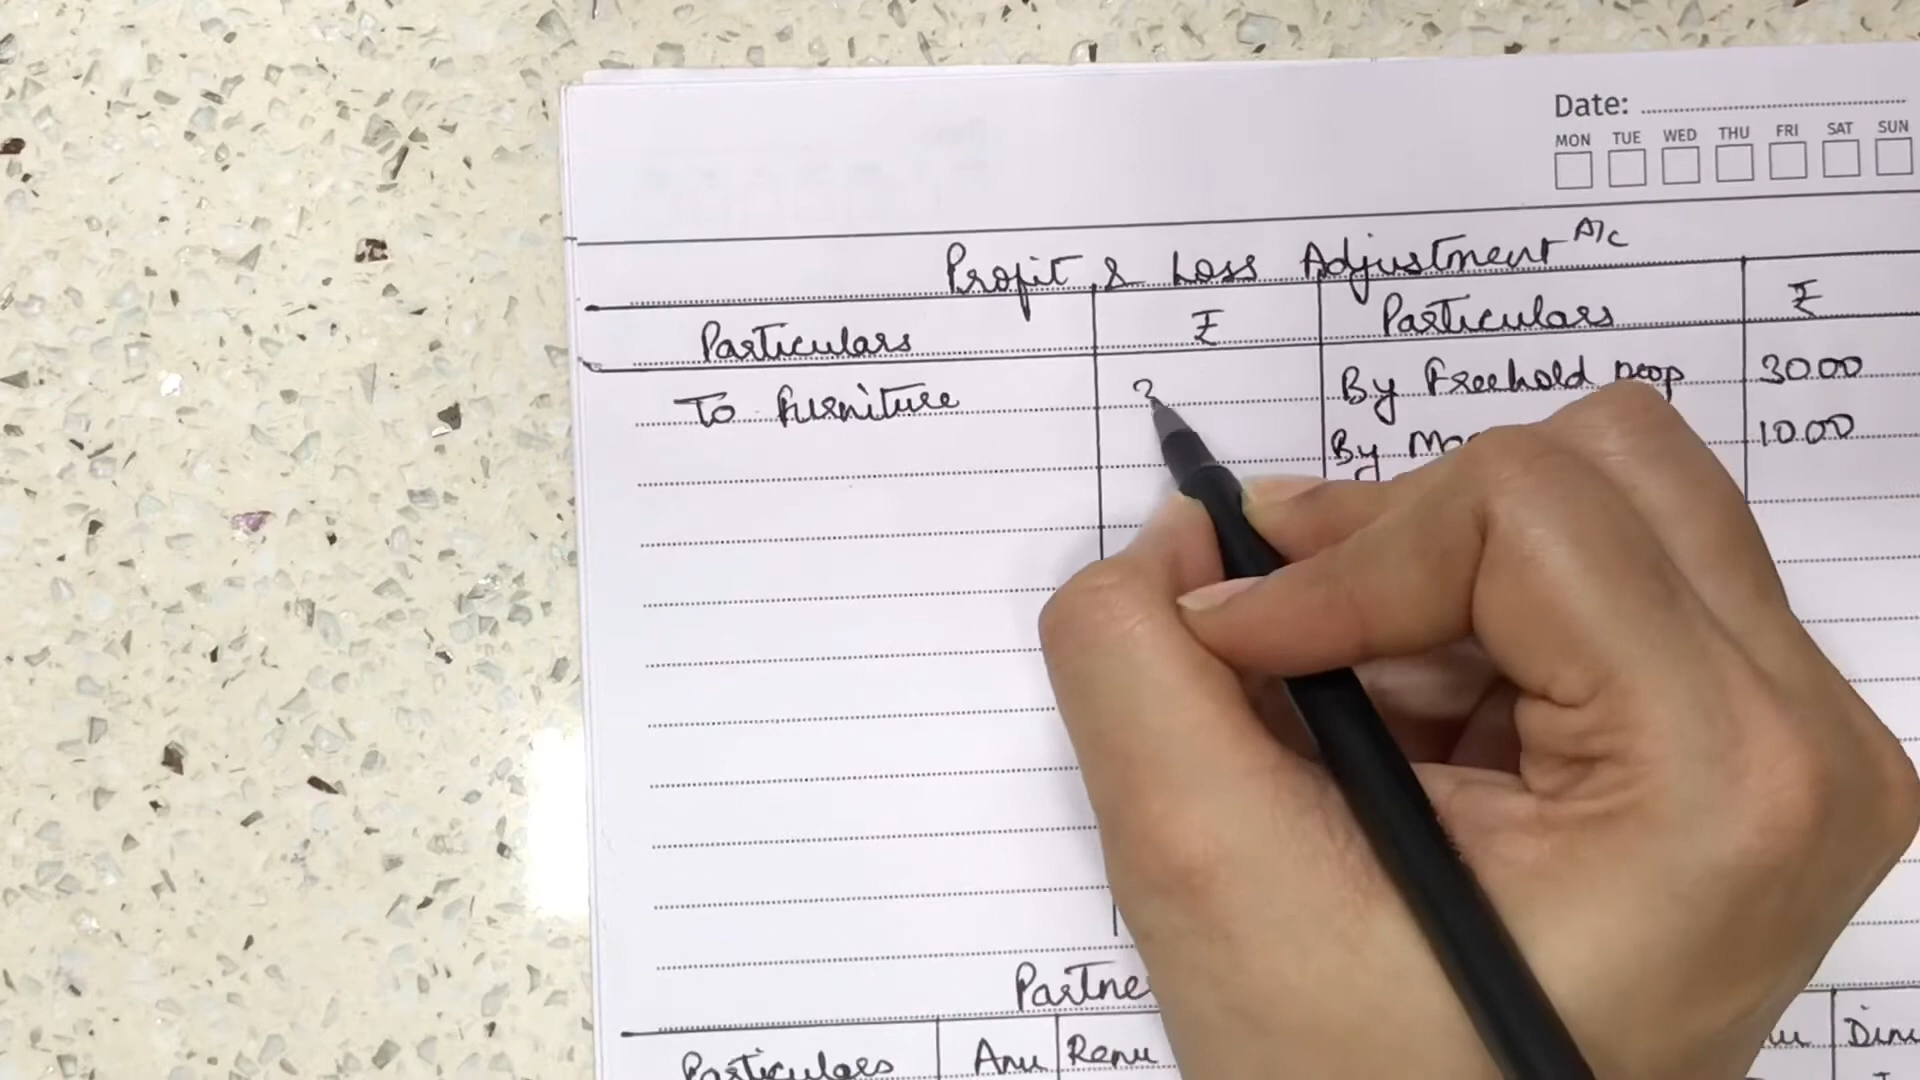 Date:
MON TUE WED THU FRI SAT SUN
Profit & Loss Adjustment A/c
Particulars ₹ Particulars ₹
To Furniture By Freehold prop 3000
By 1000
Particulars Anu Renu